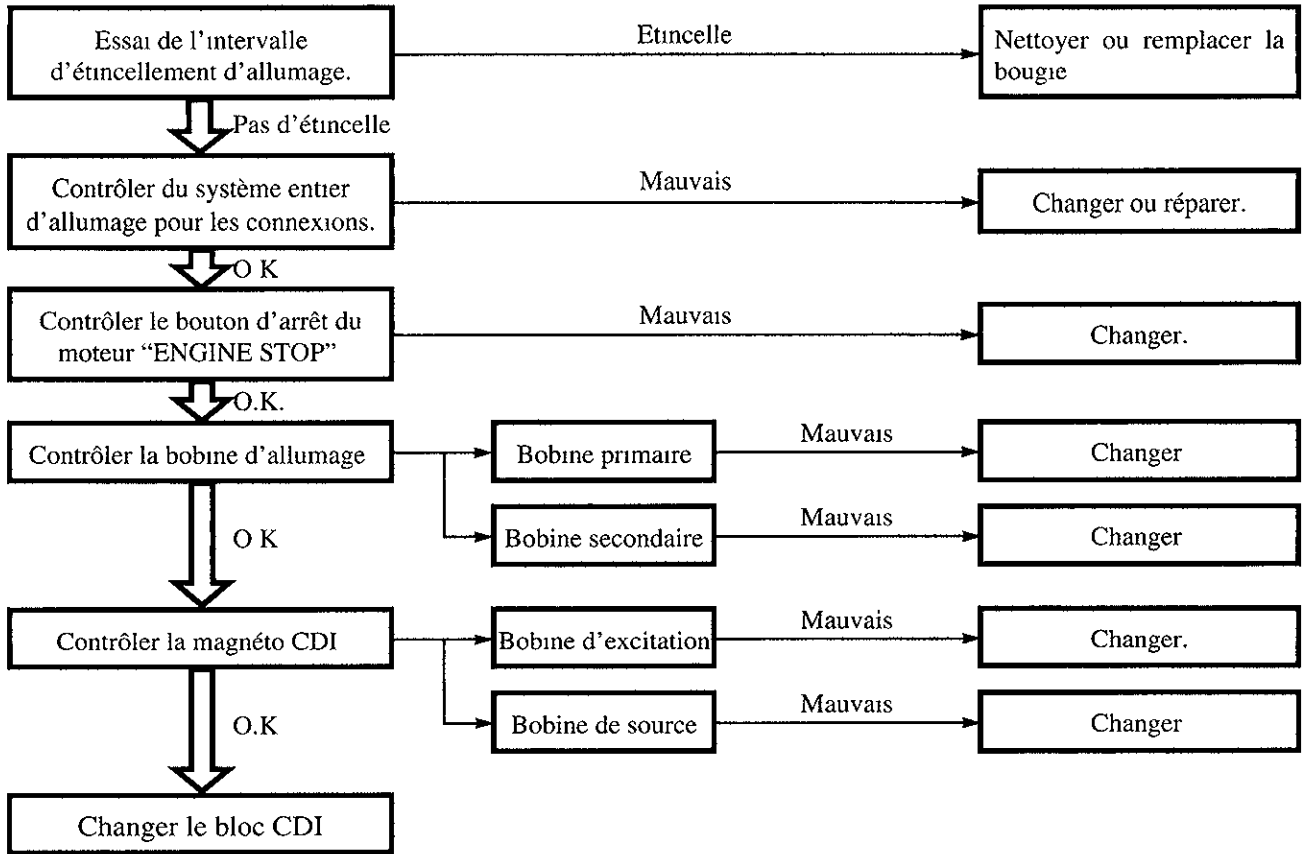 Essai de l'intervalle
d'étincellement d'allumage.
Etincelle
Nettoyer ou remplacer la
bougie
Pas d'étincelle
Contrôler du système entier
d'allumage pour les connexions.
Mauvais
Changer ou réparer.
O K
Contrôler le bouton d'arrêt du
moteur “ENGINE STOP”
Mauvais
Changer.
O.K.
Contrôler la bobine d'allumage
Bobine primaire
Mauvais
Changer
Bobine secondaire
Mauvais
Changer
O K
Contrôler la magnéto CDI
Bobine d'excitation
Mauvais
Changer.
Bobine de source
Mauvais
Changer
O.K
Changer le bloc CDI